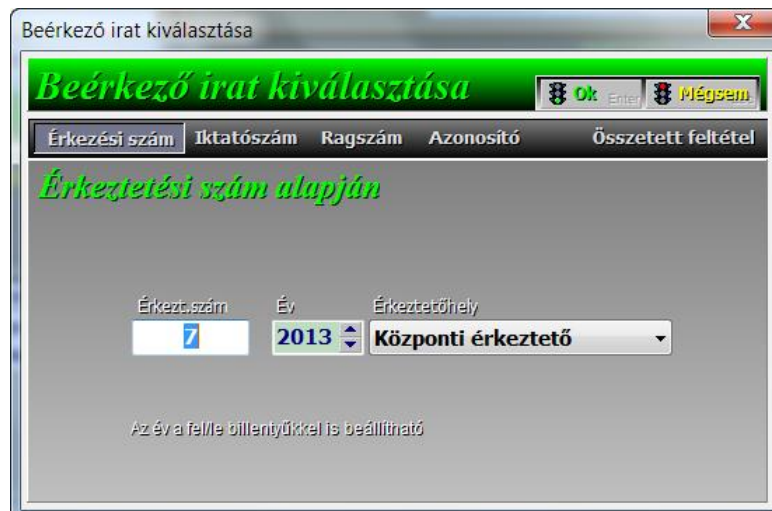 Beérkező irat kiválasztása
Beérkező irat kiválasztása
Ok Enter Mégsem
Érkezési szám Iktatószám Ragszám Azonosító Összetett feltétel
Érkeztetési szám alapján
Érkezt.szám Év Érkeztetőhely
7 2013 Központi érkeztető
Az év a fel/le billentyűkkel is beállítható